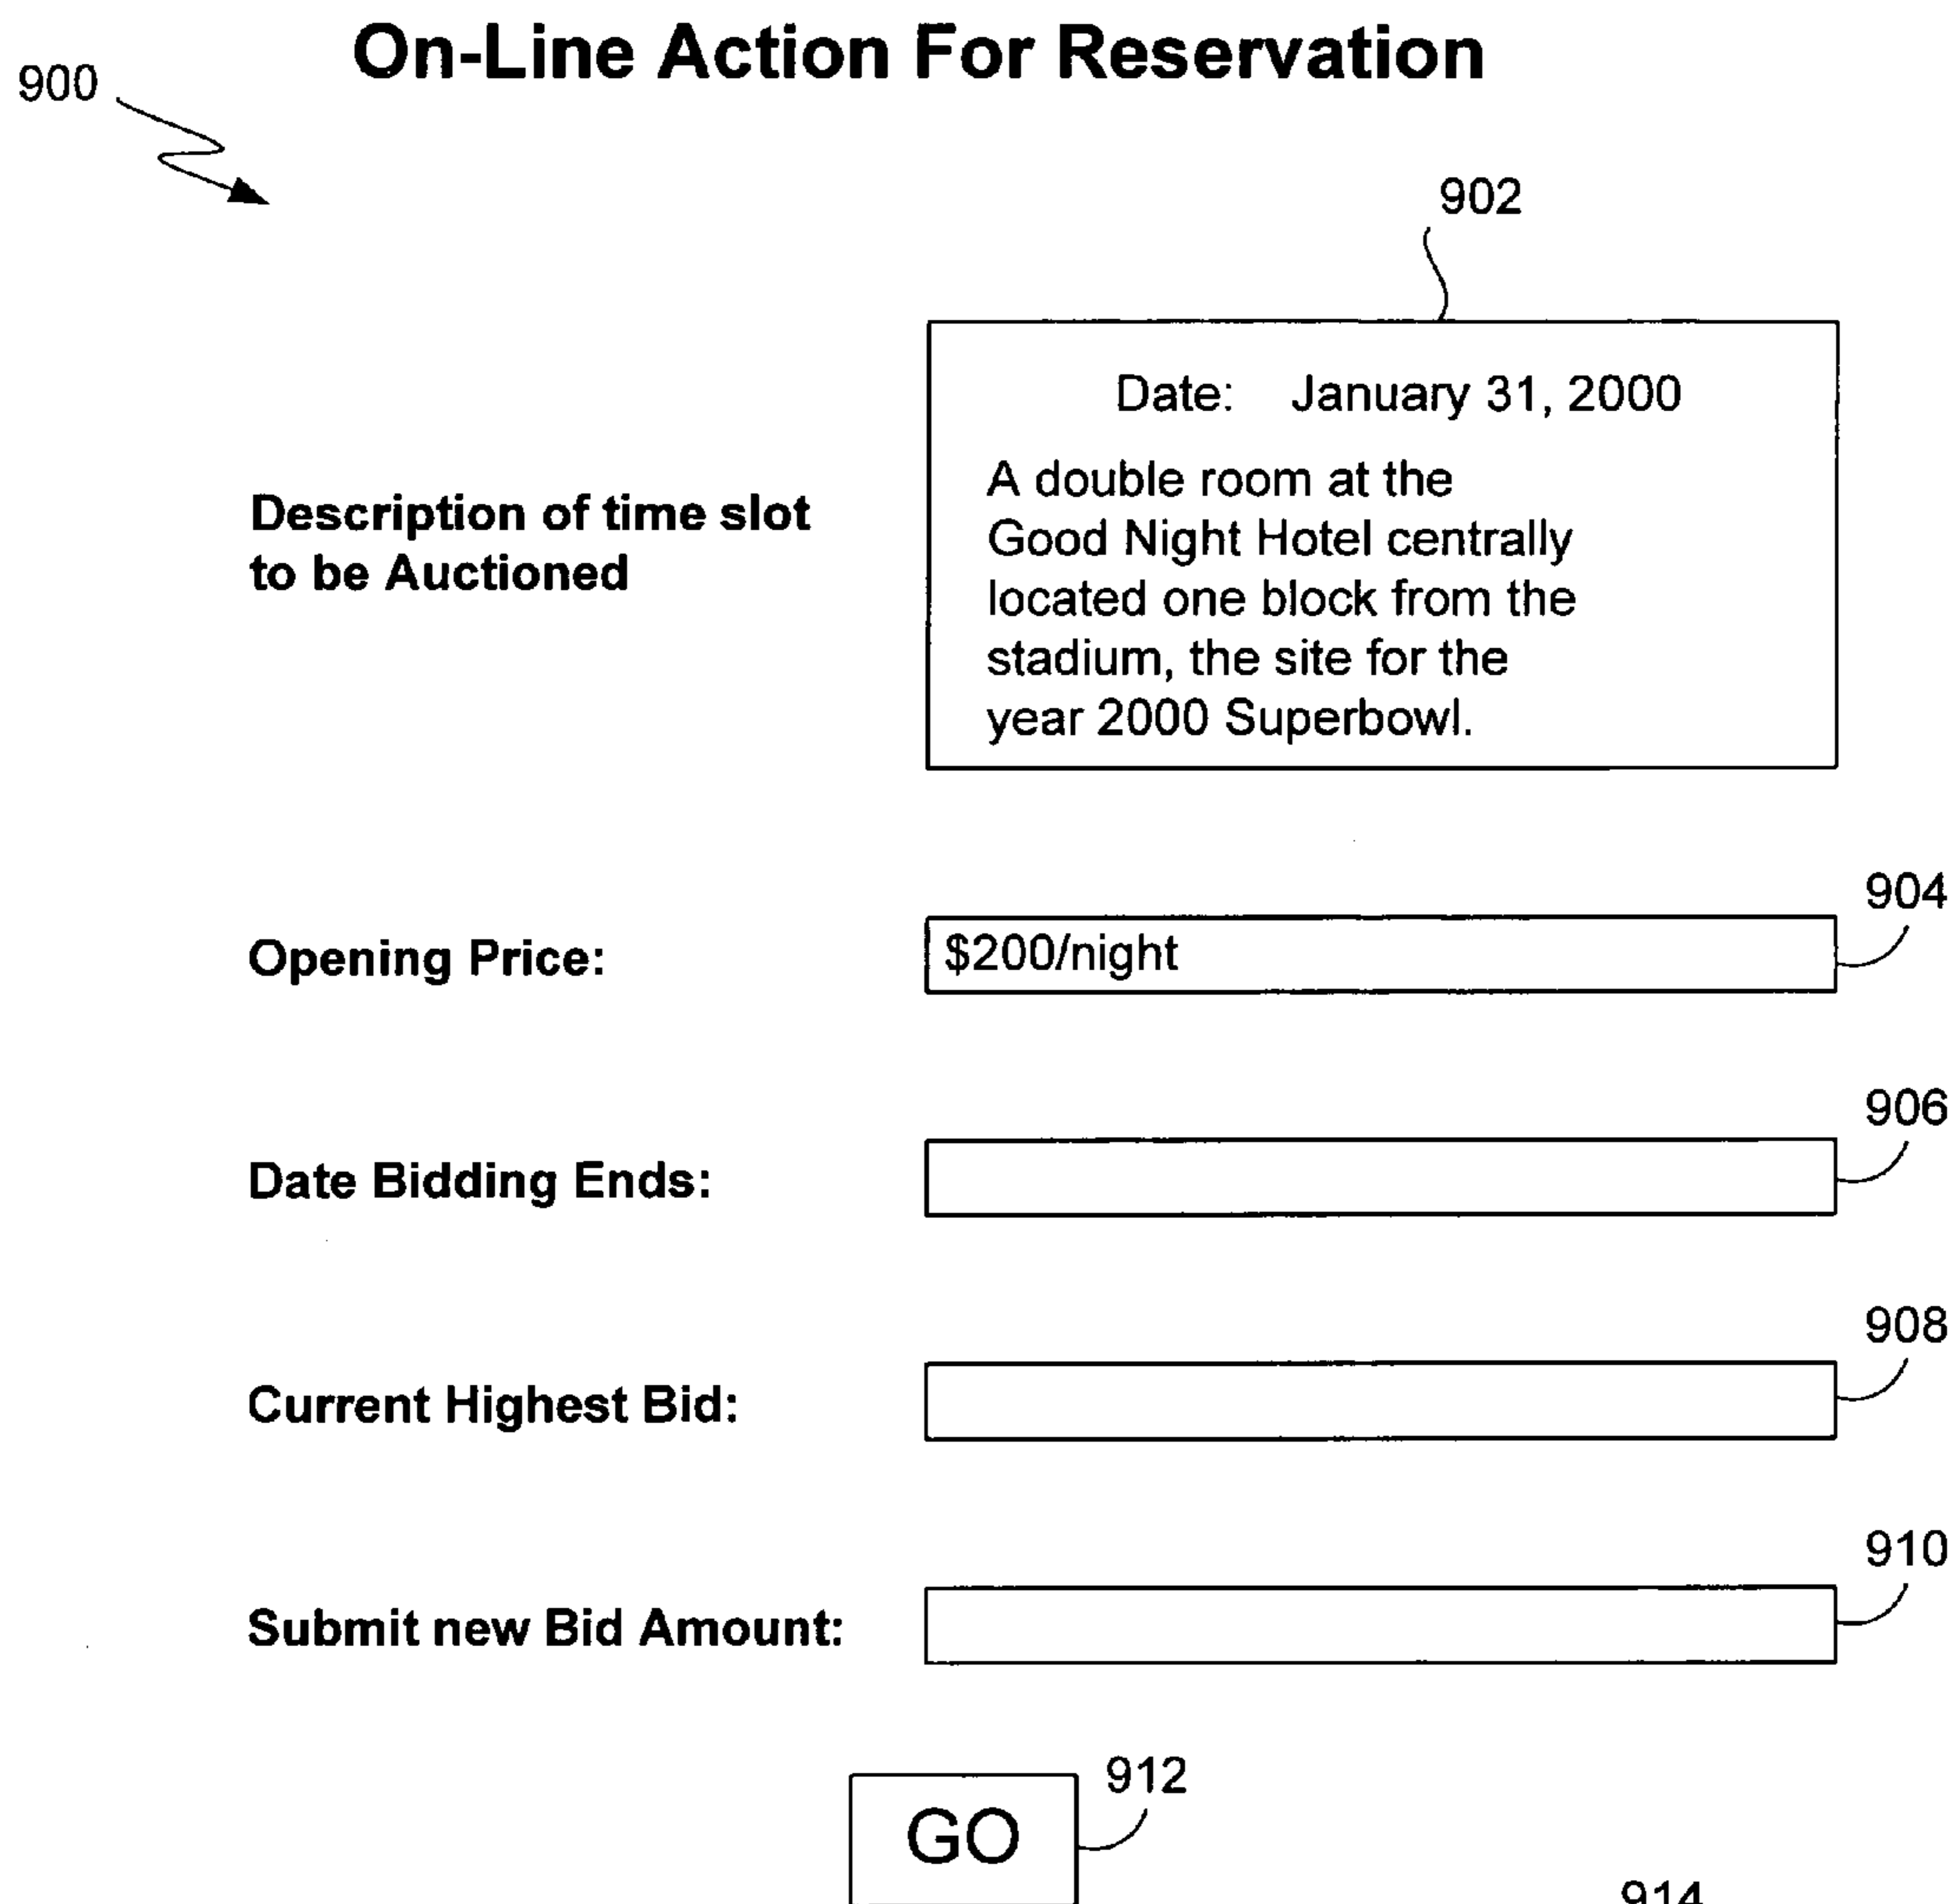 On-Line Action For Reservation
900
902
Date: January 31, 2000
A double room at the
Good Night Hotel centrally
located one block from the
stadium, the site for the
year 2000 Superbowl.
Description of time slot
to be Auctioned
904
Opening Price: $200/night
906
Date Bidding Ends:
908
Current Highest Bid:
910
Submit new Bid Amount:
912
GO
914